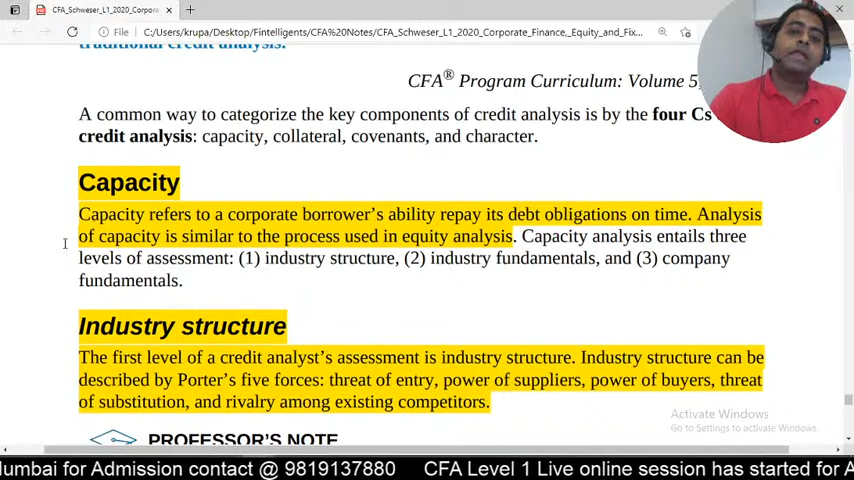 CFA_Schweser_L1_2020_Corporat
File
C:/Users/krupa/Desktop/Fintelligents/CFA%20Notes/CFA_Schweser_L1_2020_Corporate_Finance,_Equity_and_Fix...
traditional credit analysis.
CFA® Program Curriculum: Volume 5,
A common way to categorize the key components of credit analysis is by the four Cs
credit analysis: capacity, collateral, covenants, and character.
Capacity
Capacity refers to a corporate borrower's ability repay its debt obligations on time. Analysis
of capacity is similar to the process used in equity analysis. Capacity analysis entails three
levels of assessment: (1) industry structure, (2) industry fundamentals, and (3) company
fundamentals.
Industry structure
The first level of a credit analyst's assessment is industry structure. Industry structure can be
described by Porter's five forces: threat of entry, power of suppliers, power of buyers, threat
of substitution, and rivalry among existing competitors.
Activate Windows
Go to Settings to activate Windows.
PROFESSOR'S NOTE
Mumbai for Admission contact @ 9819137880 CFA Level 1 Live online session has started for A